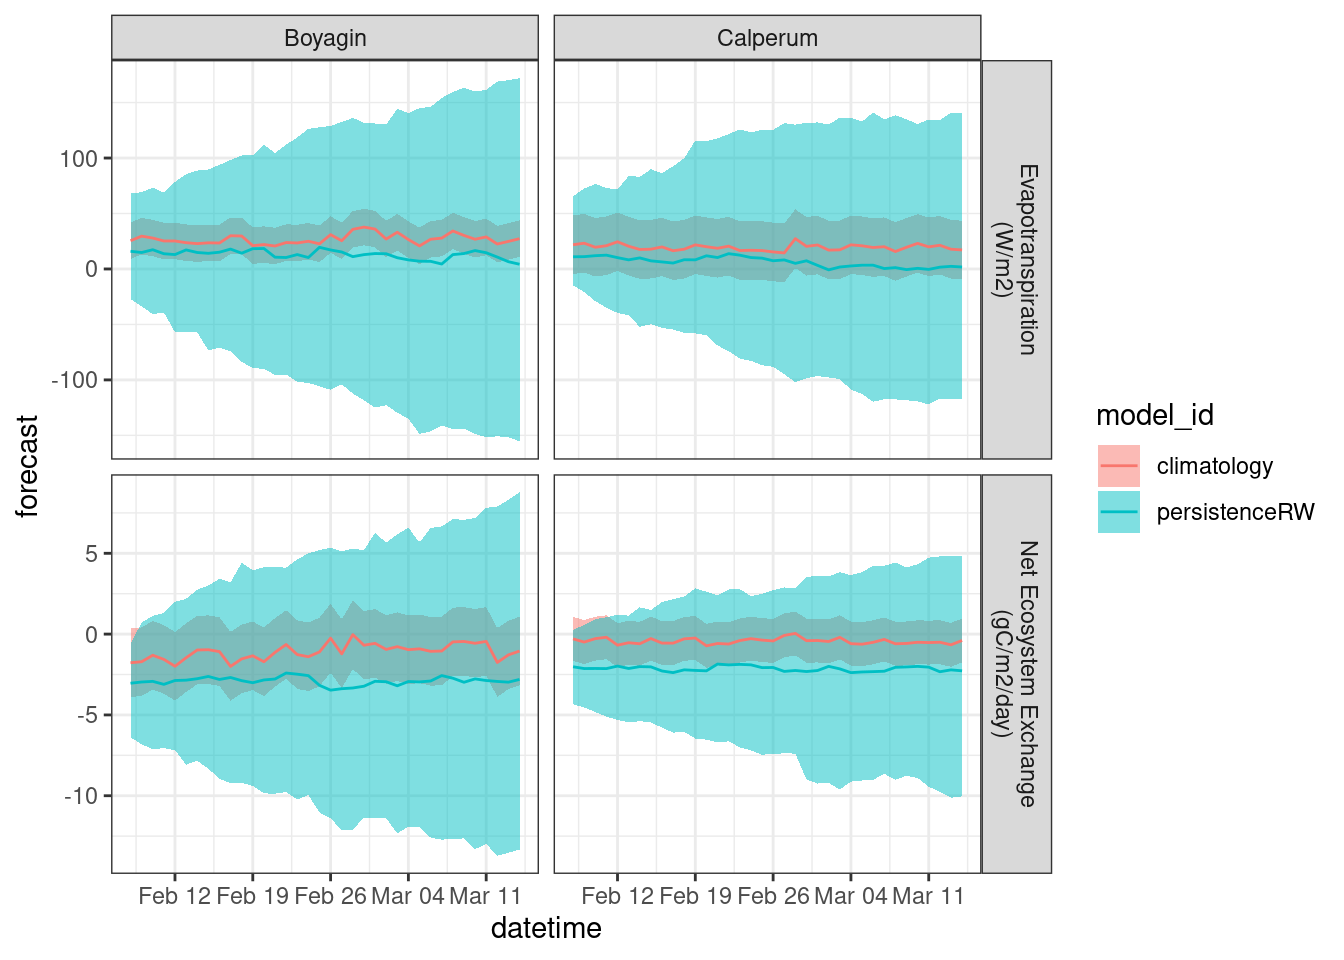 Boyagin
Calperum
100
0
-100
Evapotranspiration
(W/m2)
5
0
-5
-10
Net Ecosystem Exchange
(gC/m2/day)
forecast
Feb 12 Feb 19 Feb 26 Mar 04 Mar 11
Feb 12 Feb 19 Feb 26 Mar 04 Mar 11
datetime
model_id
climatology
persistenceRW